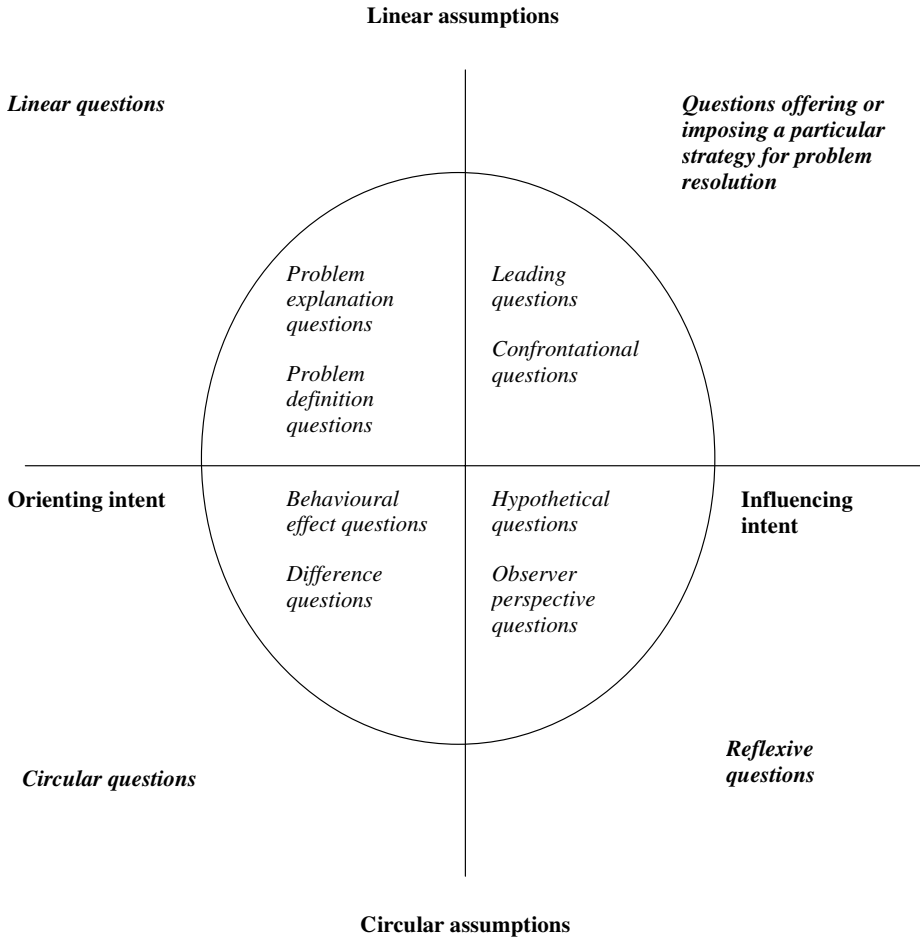 Linear assumptions
Linear questions
Questions offering or
imposing a particular
strategy for problem
resolution
Problem
explanation
questions
Problem
definition
questions
Leading
questions
Confrontational
questions
Orienting intent
Influencing
intent
Behavioural
effect questions
Difference
questions
Hypothetical
questions
Observer
perspective
questions
Circular questions
Reflexive
questions
Circular assumptions